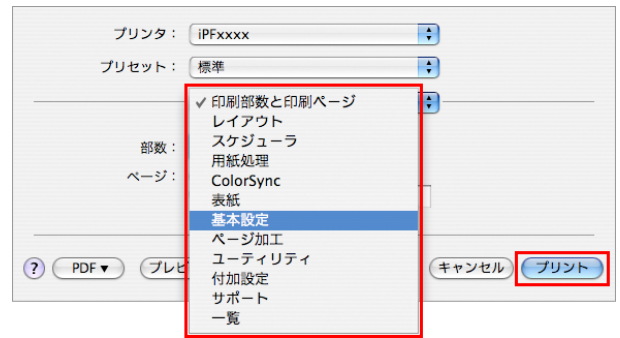 プリンタ： iPFxxxx
プリセット： 標準
✓ 印刷部数と印刷ページ
レイアウト
部数： スケジューラ
用紙処理
ページ： ColorSync
表紙
基本設定
ページ加工
? PDF▼ プレビ ユーティリティ キャンセル プリント
付加設定
サポート
一覧